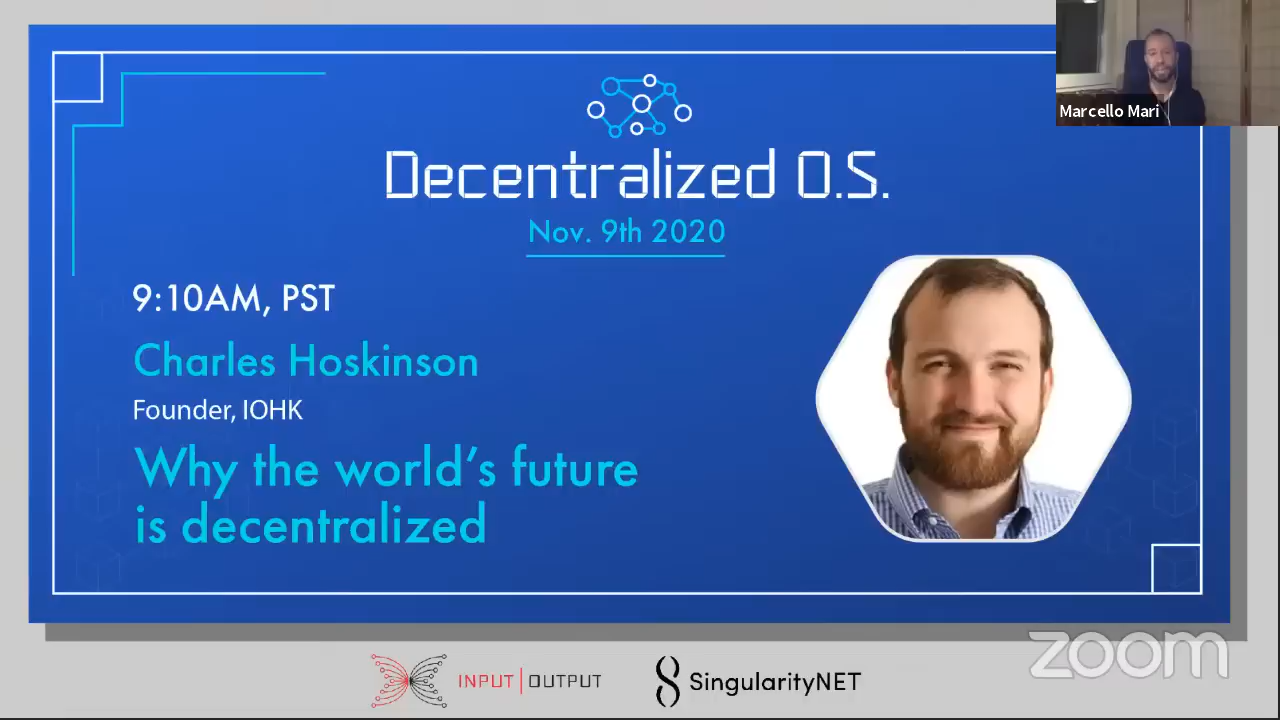 Marcello Mari
Decentralized O.S.
Nov. 9th 2020
9:10AM, PST
Charles Hoskinson
Founder, IOHK
Why the world’s future
is decentralized
zoom
INPUT|OUTPUT
SingularityNET